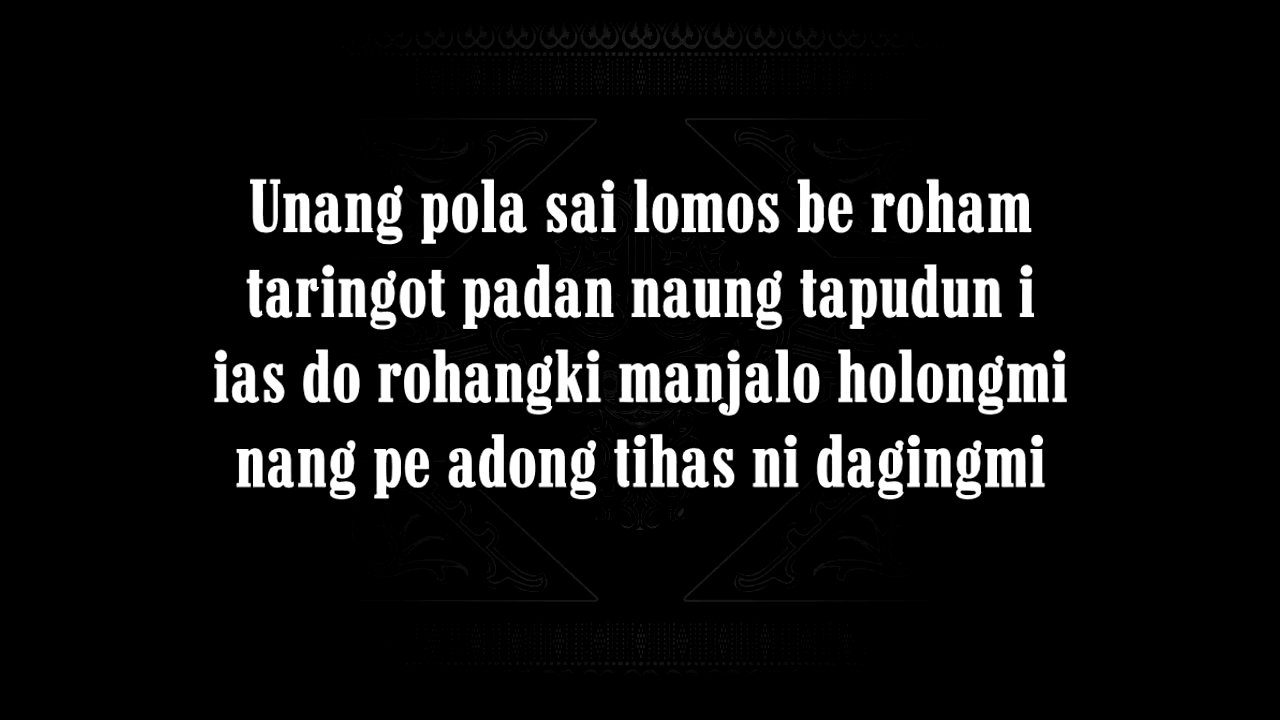 Unang pola sai lomos be roham
taringot padan naung tapudun i
ias do rohangki manjalo holongmi
nang pe adong tihas ni dagingmi